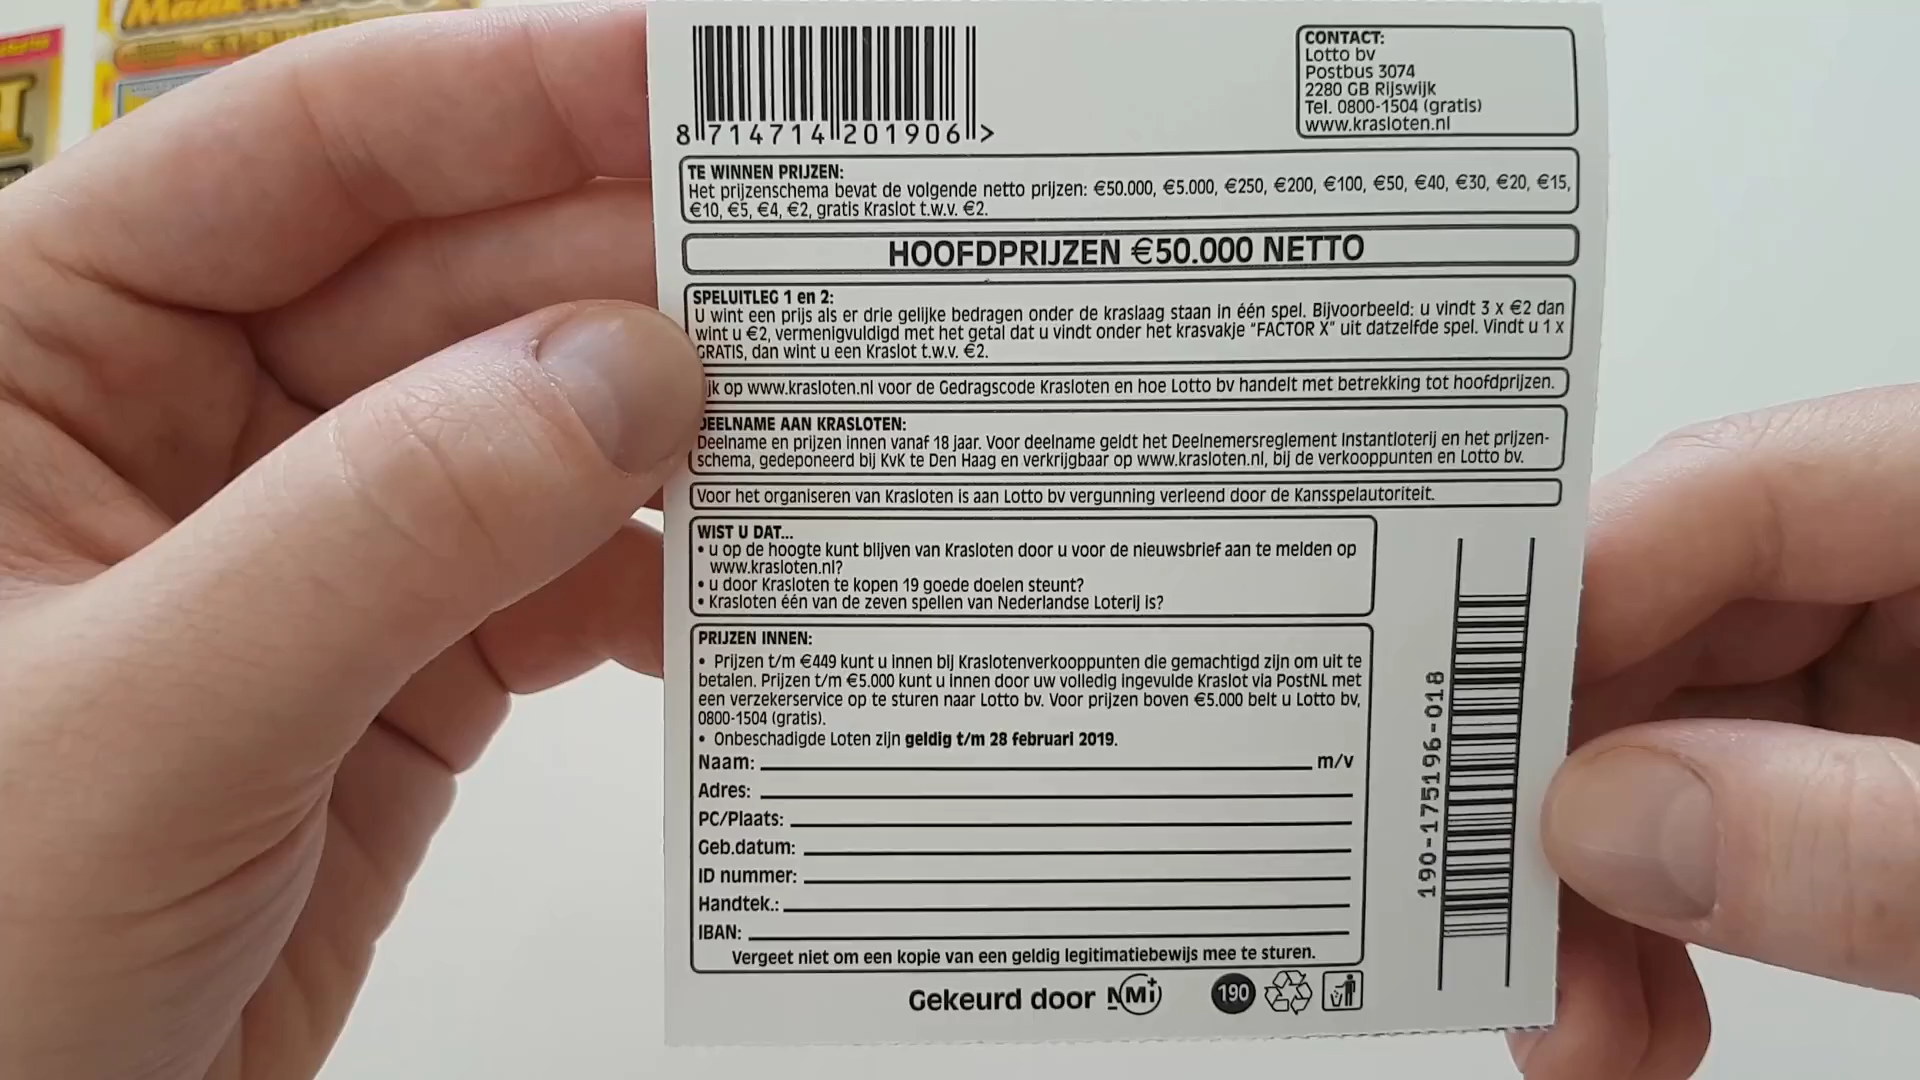 Made in
8 714714 201906 >
CONTACT:
Lotto bv
Postbus 3074
2280 GB Rijswijk
Tel. 0800-1504 (gratis)
www.krasloten.nl
TE WINNEN PRIJZEN:
Het prijzenschema bevat de volgende netto prijzen: €50.000, €5.000, €250, €200, €100, €50, €40, €30, €20, €15,
€10, €5, €4, €2, gratis Kraslot t.w.v. €2.
HOOFDPRIJZEN €50.000 NETTO
SPELUITLEG 1 en 2:
U wint een prijs als er drie gelijke bedragen onder de kraslaag staan in één spel. Bijvoorbeeld: u vindt 3 x €2 dan
wint u €2, vermenigvuldigd met het getal dat u vindt onder het krasvakje "FACTOR X" uit datzelfde spel. Vindt u 1 x
GRATIS, dan wint u een Kraslot t.w.v. €2.
jk op www.krasloten.nl voor de Gedragscode Krasloten en hoe Lotto bv handelt met betrekking tot hoofdprijzen.
DEELNAME AAN KRASLOTEN:
Deelname en prijzen innen vanaf 18 jaar. Voor deelname geldt het Deelnemersreglement Instantloterij en het prijzen-
schema, gedeponeerd bij KvK te Den Haag en verkrijgbaar op www.krasloten.nl, bij de verkooppunten en Lotto bv.
Voor het organiseren van Krasloten is aan Lotto bv vergunning verleend door de Kansspelautoriteit.
WIST U DAT...
• u op de hoogte kunt blijven van Krasloten door u voor de nieuwsbrief aan te melden op
www.krasloten.nl?
• u door Krasloten te kopen 19 goede doelen steunt?
• Krasloten één van de zeven spellen van Nederlandse Loterij is?
PRIJZEN INNEN:
• Prijzen t/m €449 kunt u innen bij Kraslotenverkooppunten die gemachtigd zijn om uit te
betalen. Prijzen t/m €5.000 kunt u innen door uw volledig ingevulde Kraslot via PostNL met
een verzekerservice op te sturen naar Lotto bv. Voor prijzen boven €5.000 belt u Lotto bv,
0800-1504 (gratis).
• Onbeschadigde Loten zijn geldig t/m 28 februari 2019.
Naam: m/v
Adres:
PC/Plaats:
Geb.datum:
ID nummer:
Handtek.:
IBAN:
Vergeet niet om een kopie van een geldig legitimatiebewijs mee te sturen.
190-175196-018
Gekeurd door NMi
190